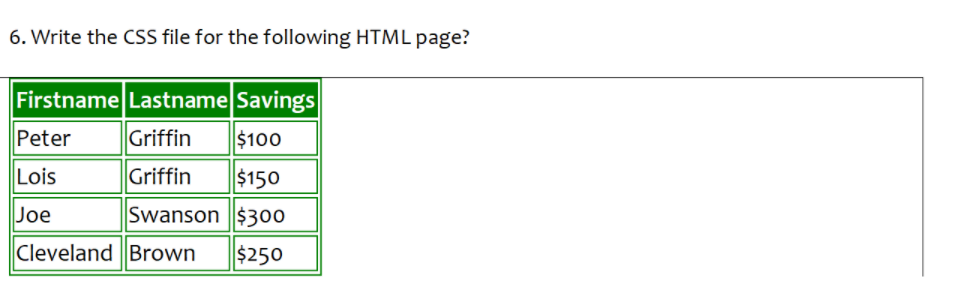 6. Write the CSS file for the following HTML page?
Firstname Lastname Savings
Peter Griffin $100
Lois Griffin $150
Joe Swanson $300
Cleveland Brown $250